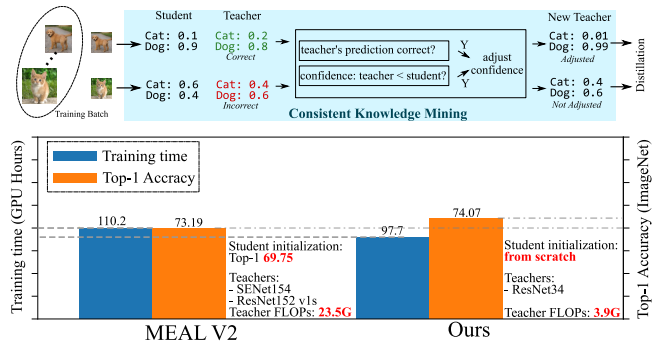 Student Teacher New Teacher
Cat: 0.1 Cat: 0.2 Cat: 0.01
Dog: 0.9 Dog: 0.8 Dog: 0.99
Correct Adjusted
teacher's prediction correct? Y
adjust
confidence
confidence: teacher < student? Y
Cat: 0.6 Cat: 0.4 Cat: 0.4
Dog: 0.4 Dog: 0.6 Dog: 0.6
Incorrect Not Adjusted
Training Batch
Consistent Knowledge Mining
Distillation
Training time (GPU Hours)
Top-1 Accuracy (ImageNet)
Training time
Top-1 Accracy
110.2 73.19 97.7 74.07
Student initialization:
Top-1 69.75
Teachers:
- SENet154
- ResNet152 v1s
Teacher FLOPs: 23.5G
Student initialization:
from scratch
Teachers:
- ResNet34
Teacher FLOPs: 3.9G
MEAL V2 Ours